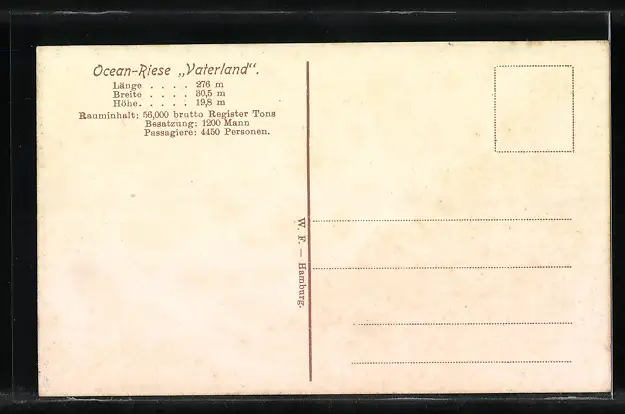 Ocean-Riese „Vaterland“.
Länge . . . . 276 m
Breite . . . . 30,5 m
Höhe. . . . . 19,8 m
Rauminhalt: 56,000 brutto Register Tons
Besatzung: 1200 Mann
Passagiere: 4450 Personen.
W. F. — Hamburg.